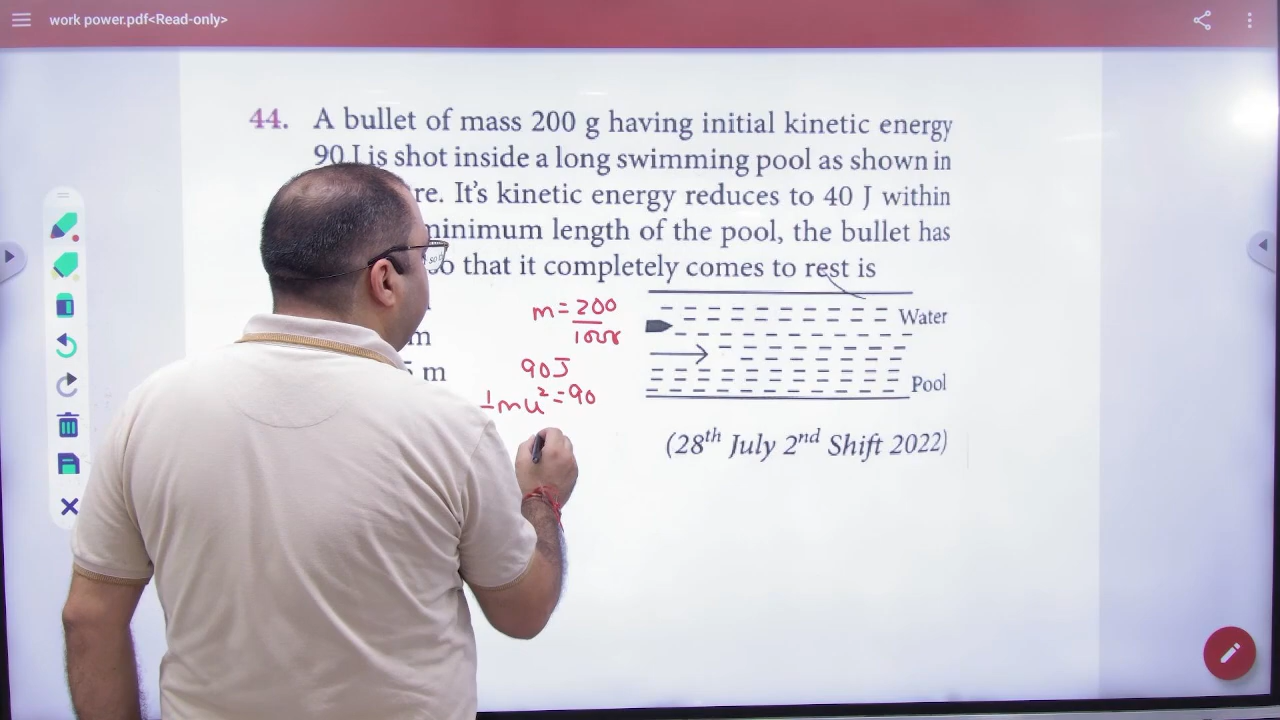 work power.pdf<Read-only>
44. A bullet of mass 200 g having initial kinetic energy
90 J is shot inside a long swimming pool as shown in
re. It's kinetic energy reduces to 40 J within
minimum length of the pool, the bullet has
so that it completely comes to rest is
m = 200
1000
m
90J
m
1 mu² = 90
Water
Pool
(28th July 2nd Shift 2022)